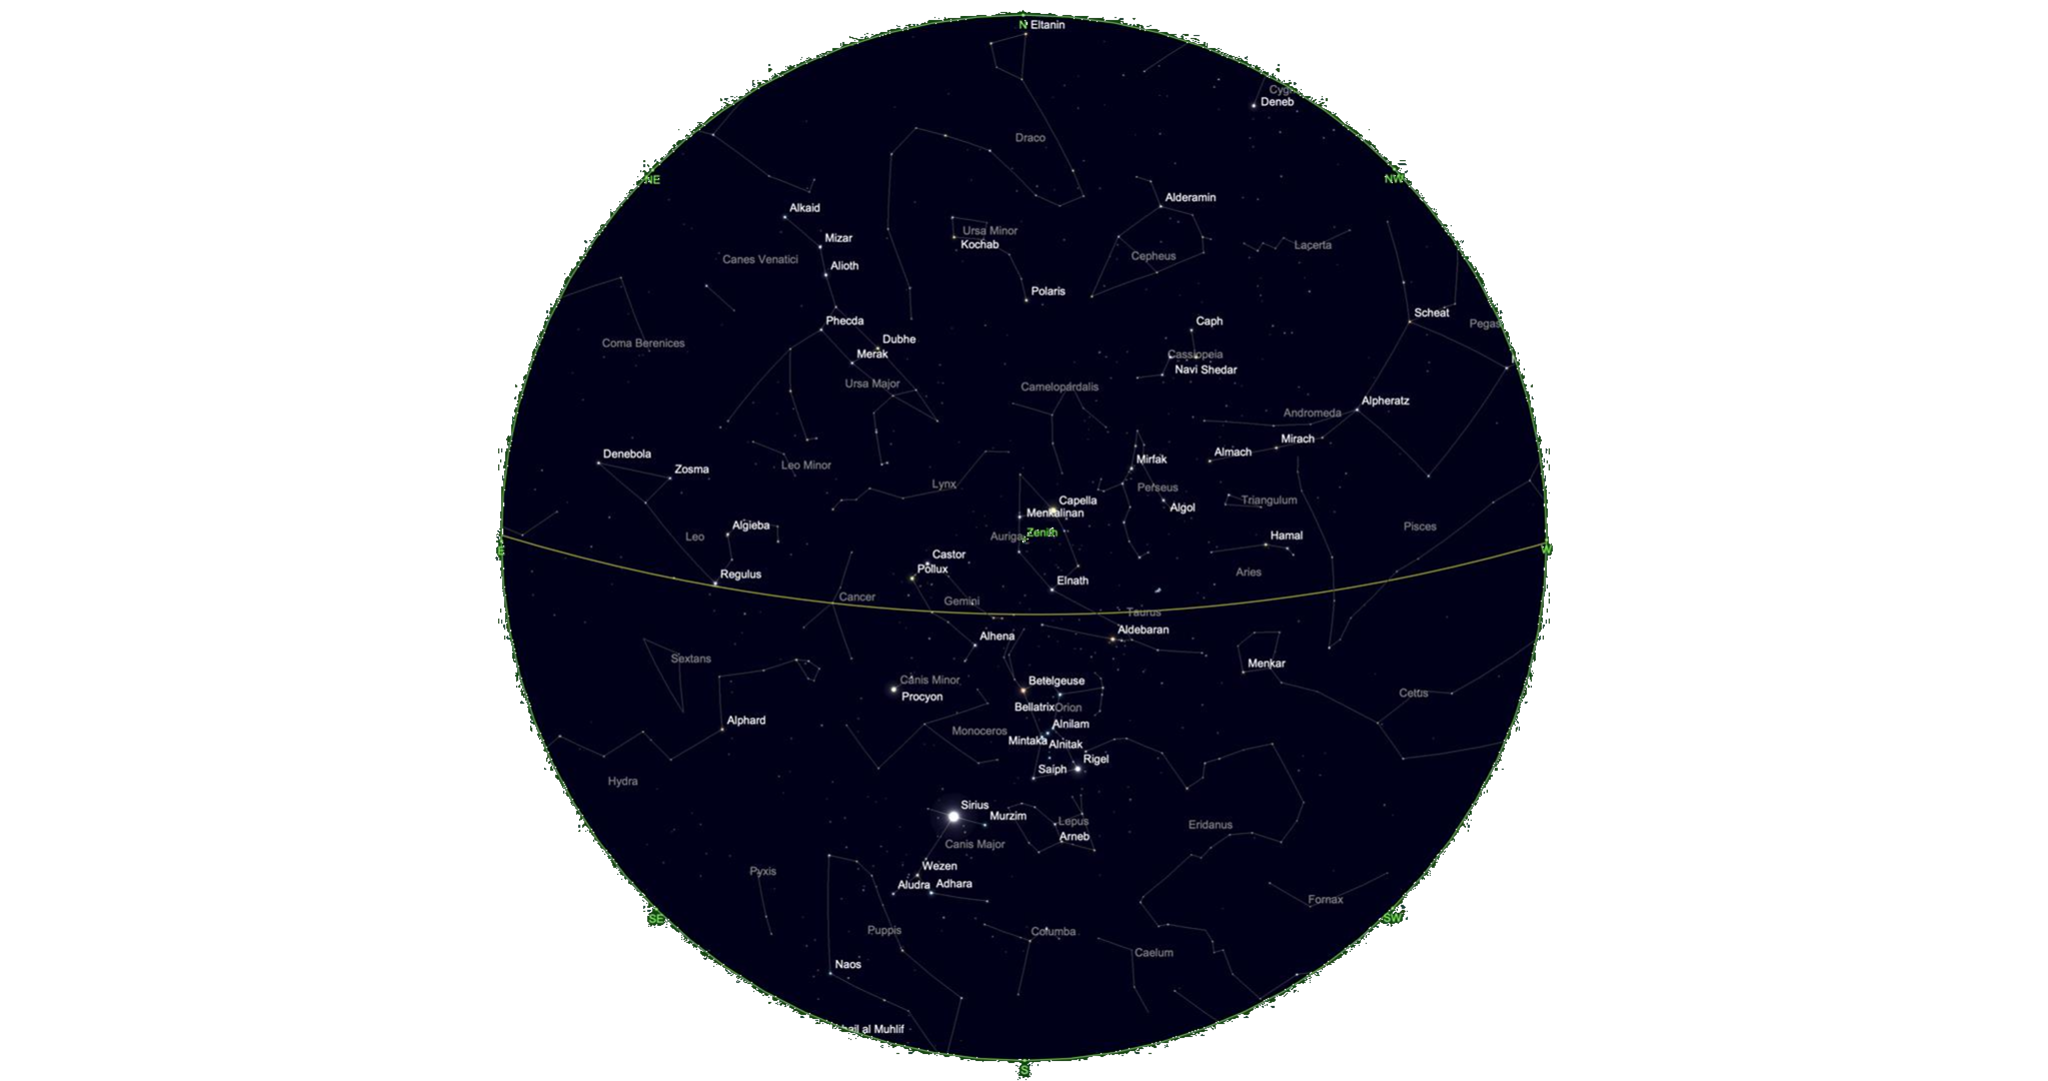 N Eltanin
Cyg
Deneb
Draco
NE
NW
Alderamin
Alkaid
Ursa Minor
Mizar
Kochab
Lacerta
Canes Venatici
Cepheus
Alioth
Polaris
Scheat
Phecda
Caph
Pegas
Dubhe
Coma Berenices
Merak
Cassiopeia
Navi Shedar
Ursa Major
Camelopardalis
Alpheratz
Andromeda
Mirach
Almach
Denebola
Mirfak
Leo Minor
Zosma
Lynx
Perseus
Capella
Triangulum
Algol
Menkalinan
Algieba
Pisces
Zenith
Auriga
Leo
Hamal
E
W
Castor
Pollux
Aries
Regulus
Elnath
Cancer
Gemini
Taurus
Aldebaran
Alhena
Sextans
Menkar
Canis Minor
Betelgeuse
Procyon
Cetus
Bellatrix Orion
Alphard
Alnilam
Monoceros
Mintaka
Alnitak
Rigel
Saiph
Hydra
Sirius
Murzim
Lepus
Eridanus
Arneb
Canis Major
Wezen
Pyxis
Aludra
Adhara
Fornax
SE
SW
Puppis
Columba
Caelum
Naos
hail al Muhlif
S